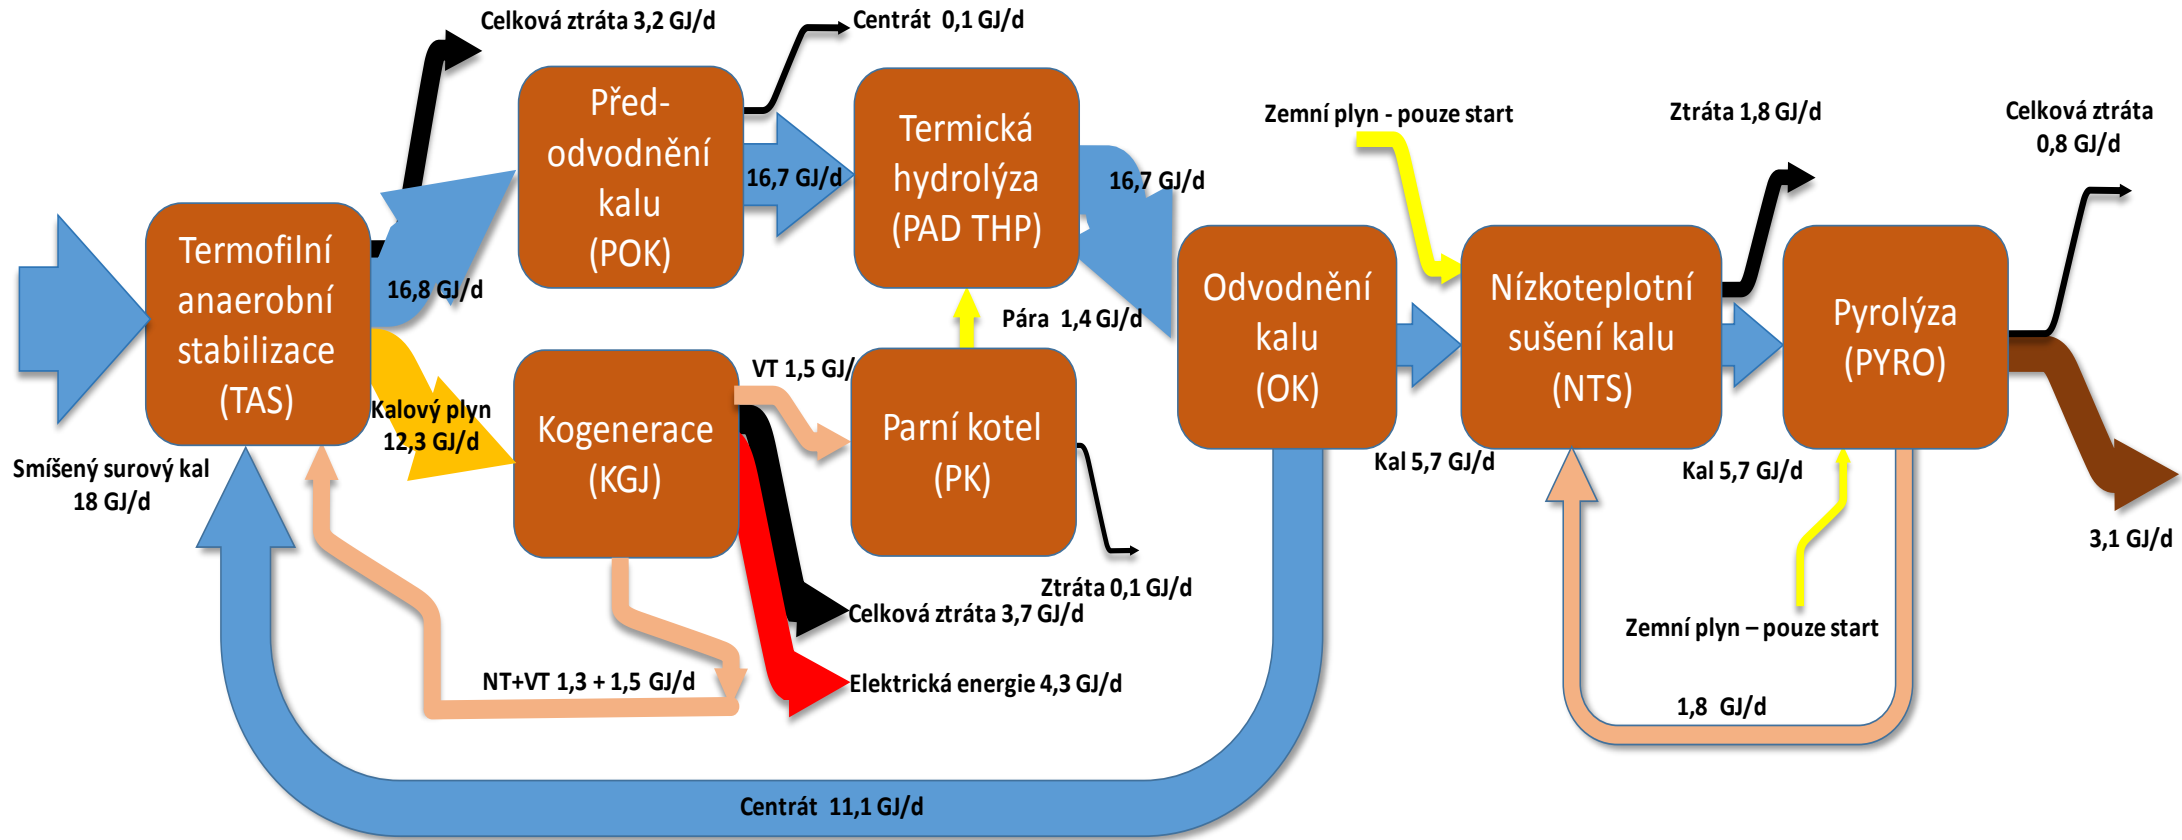 Celková ztráta 3,2 GJ/d
Centrát 0,1 GJ/d
Před-
odvodnění
kalu
(POK)
Termická
hydrolýza
(PAD THP)
Zemní plyn - pouze start
Ztráta 1,8 GJ/d
Celková ztráta
0,8 GJ/d
16,7 GJ/d
16,7 GJ/d
Termofilní
anaerobní
stabilizace
(TAS)
16,8 GJ/d
Odvodnění
kalu
(OK)
Nízkoteplotní
sušení kalu
(NTS)
Pyrolýza
(PYRO)
Pára 1,4 GJ/d
VT 1,5 GJ/
Kalový plyn
12,3 GJ/d
Kogenerace
(KGJ)
Parní kotel
(PK)
Smíšený surový kal
18 GJ/d
Kal 5,7 GJ/d
Kal 5,7 GJ/d
3,1 GJ/d
Ztráta 0,1 GJ/d
Celková ztráta 3,7 GJ/d
Zemní plyn – pouze start
NT+VT 1,3 + 1,5 GJ/d
Elektrická energie 4,3 GJ/d
1,8 GJ/d
Centrát 11,1 GJ/d